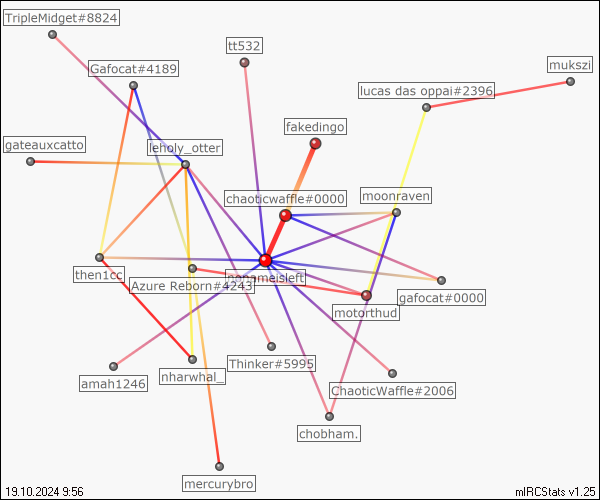 TripleMidget#8824
tt532
Gafocat#4189
mukszi
lucas das oppai#2396
fakedingo
gateauxcatto
leholy_otter
chaoticwaffle#0000
moonraven
then1cc
nonameisleft
Azure Reborn#4243
gafocat#0000
motorthud
Thinker#5995
nharwhal_
amah1246
ChaoticWaffle#2006
chobham.
mercurybro
19.10.2024 9:56
mIRCStats v1.25